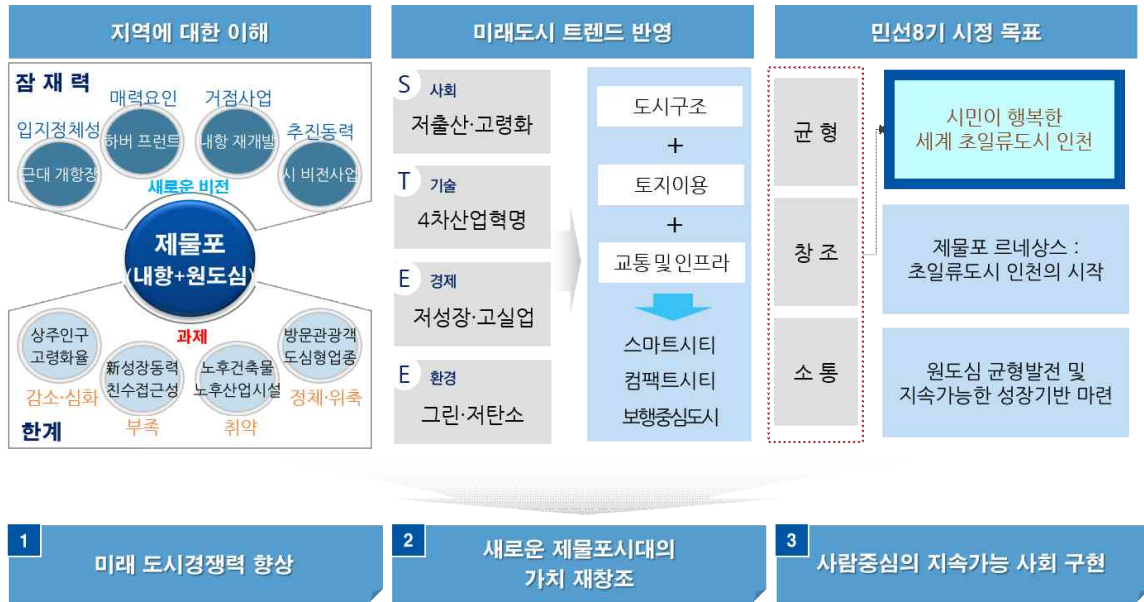 지역에 대한 이해
잠 재 력
매력요인
거점사업
입지정체성
추진동력
하버 프런트
내항 재개발
근대 개항장
시 비전사업
새로운 비전
제물포
(내항+원도심)
과제
상주인구
고령화율
방문관광객
도심형업종
新성장동력
친수접근성
노후건축물
노후산업시설
감소·심화
정체·위축
부족
취약
한계
미래도시 트렌드 반영
S 사회
저출산·고령화
T 기술
4차산업혁명
E 경제
저성장·고실업
E 환경
그린·저탄소
도시구조
+
토지이용
+
교통 및 인프라
스마트시티
컴팩트시티
보행중심도시
민선8기 시정 목표
균 형
창 조
소 통
시민이 행복한
세계 초일류도시 인천
제물포 르네상스 :
초일류도시 인천의 시작
원도심 균형발전 및
지속가능한 성장기반 마련
1
미래 도시경쟁력 향상
2
새로운 제물포시대의
가치 재창조
3
사람중심의 지속가능 사회 구현